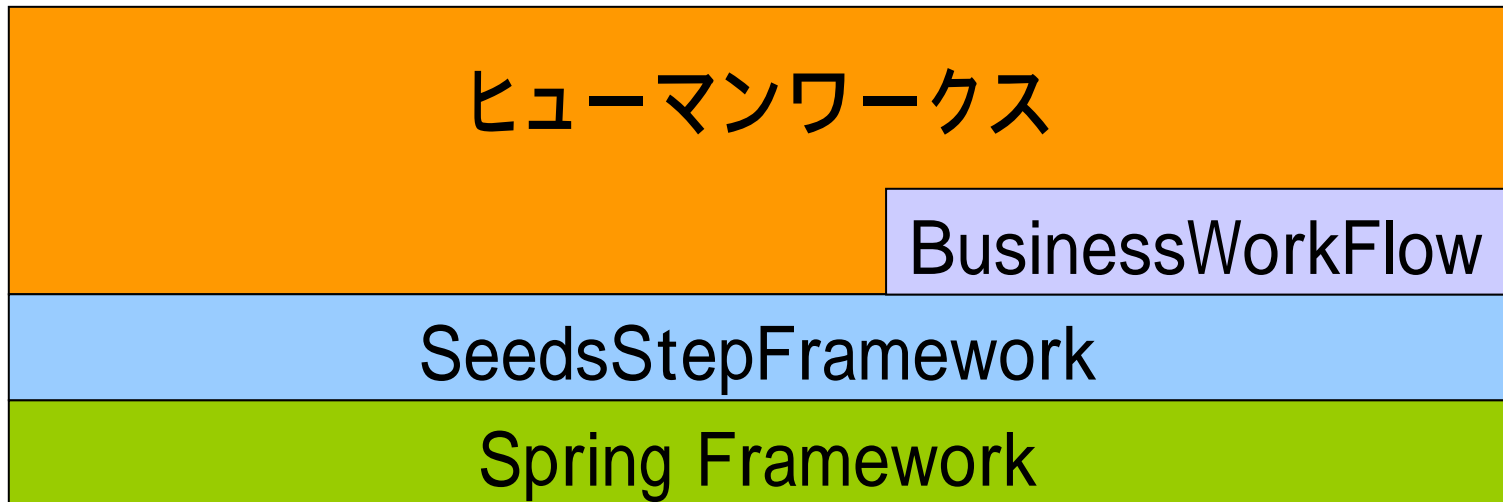 ヒューマンワークス
BusinessWorkFlow
SeedsStepFramework
Spring Framework